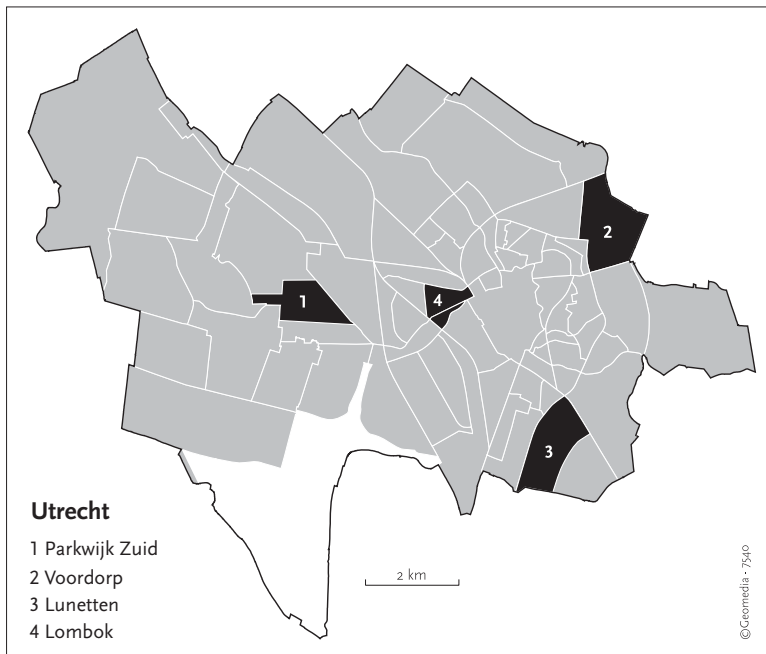 1
2
3
4
Utrecht
1 Parkwijk Zuid
2 Voordorp
3 Lunetten
4 Lombok
2 km
©Geomedia - 7540